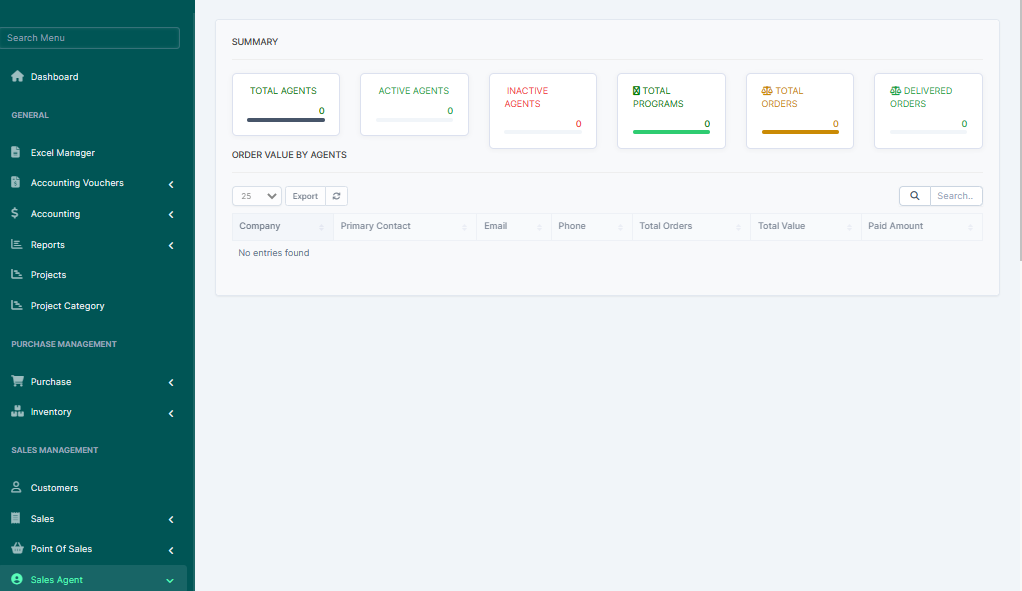 Search Menu
Dashboard
GENERAL
Excel Manager
Accounting Vouchers
Accounting
Reports
Projects
Project Category
PURCHASE MANAGEMENT
Purchase
Inventory
SALES MANAGEMENT
Customers
Sales
Point Of Sales
Sales Agent
SUMMARY
TOTAL AGENTS
0
ACTIVE AGENTS
0
INACTIVE
AGENTS
0
TOTAL
PROGRAMS
0
TOTAL
ORDERS
0
DELIVERED
ORDERS
0
ORDER VALUE BY AGENTS
25 Export Search..
Company Primary Contact Email Phone Total Orders Total Value Paid Amount
No entries found